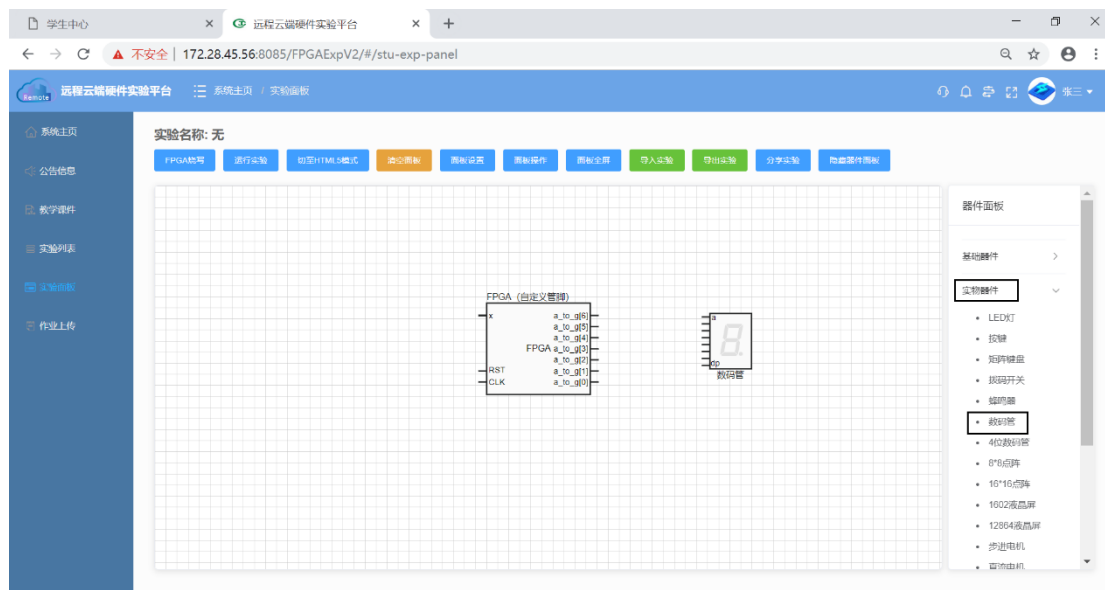 学生中心
远程云端硬件实验平台
不安全 | 172.28.45.56:8085/FPGAExpV2/#/stu-exp-panel
Remote 远程云端硬件实验平台 系统主页 / 实验面板 张三
系统主页
公告信息
教学课件
实验列表
实验面板
作业上传
实验名称: 无
FPGA烧写 运行实验 切至HTML5模式 清空面板 面板设置 面板操作 面板全屏 导入实验 导出实验 分享实验 隐藏器件面板
FPGA (自定义管脚)
x a_to_g[6]
a_to_g[5]
a_to_g[4]
FPGA a_to_g[3]
a_to_g[2]
RST a_to_g[1]
CLK a_to_g[0]
a
dp
数码管
器件面板
基础器件
实物器件
LED灯
按键
矩阵键盘
拨码开关
蜂鸣器
数码管
4位数码管
8*8点阵
16*16点阵
1602液晶屏
12864液晶屏
步进电机
直流电机